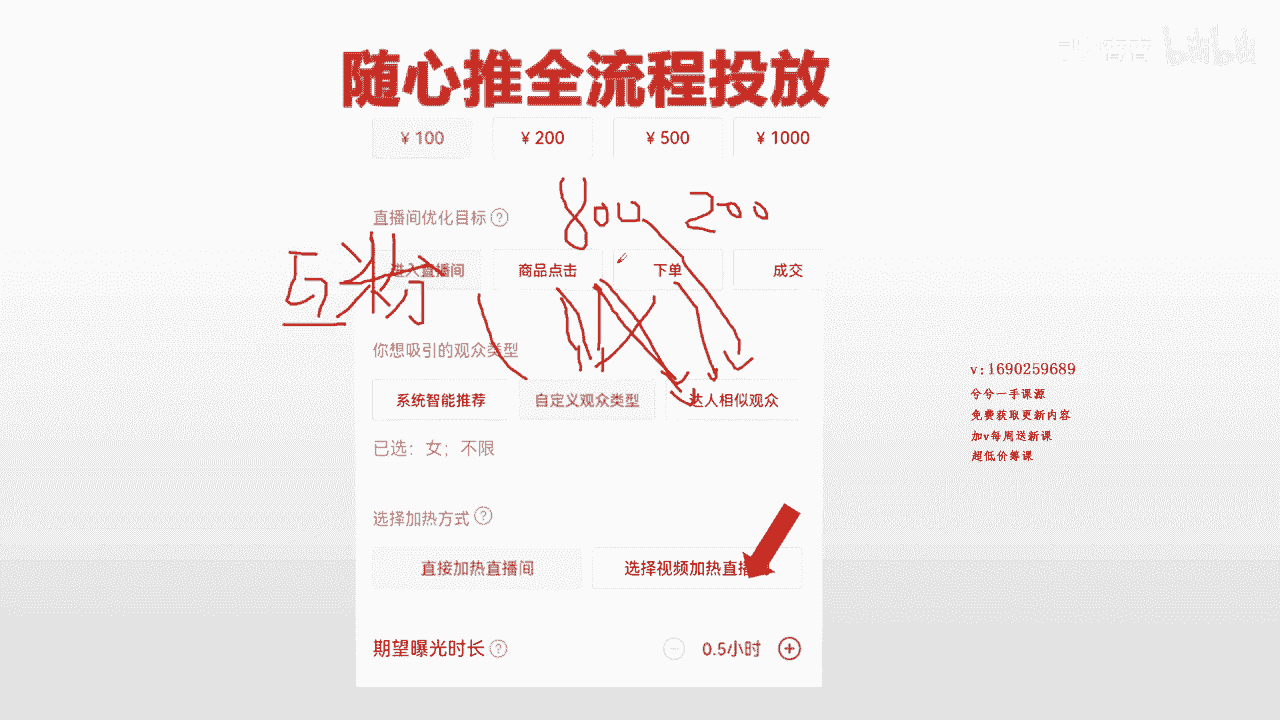 随心推全流程投放
¥ 100 ¥ 200 ¥ 500 ¥ 1000
800 200
直播间优化目标 ?
进入直播间 商品点击 下单 成交
互粉
你想吸引的观众类型
系统智能推荐 自定义观众类型 达人相似观众
已选：女；不限
选择加热方式 ?
直接加热直播间 选择视频加热直播
期望曝光时长 ? 0.5小时
v:1690259689
兮兮一手课源
免费获取更新内容
加v每周送新课
超低价筹课
bilibili